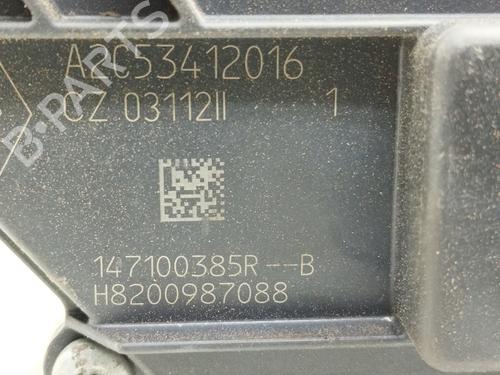 A2C53412016
CZ 03112II 1
147100385R--B
H8200987088
B-PARTS